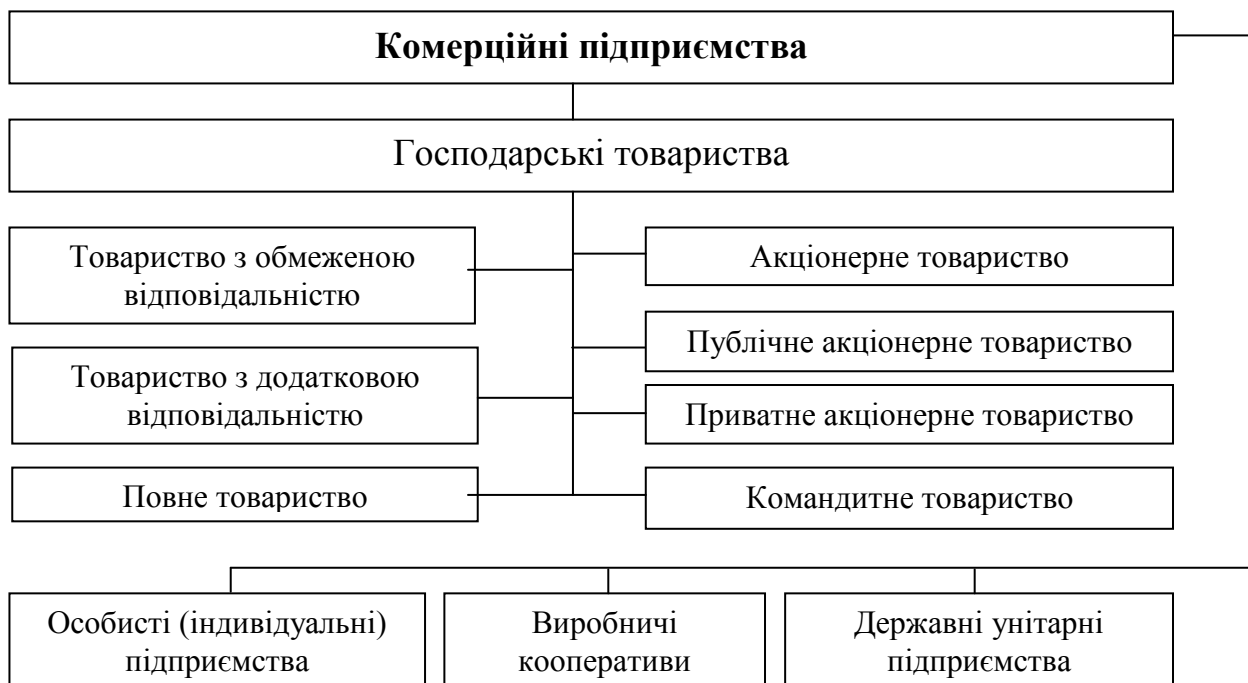 Комерційні підприємства
Господарські товариства
Товариство з обмеженою
відповідальністю
Акціонерне товариство
Публічне акціонерне товариство
Товариство з додатковою
відповідальністю
Приватне акціонерне товариство
Повне товариство
Командитне товариство
Особисті (індивідуальні)
підприємства
Виробничі
кооперативи
Державні унітарні
підприємства